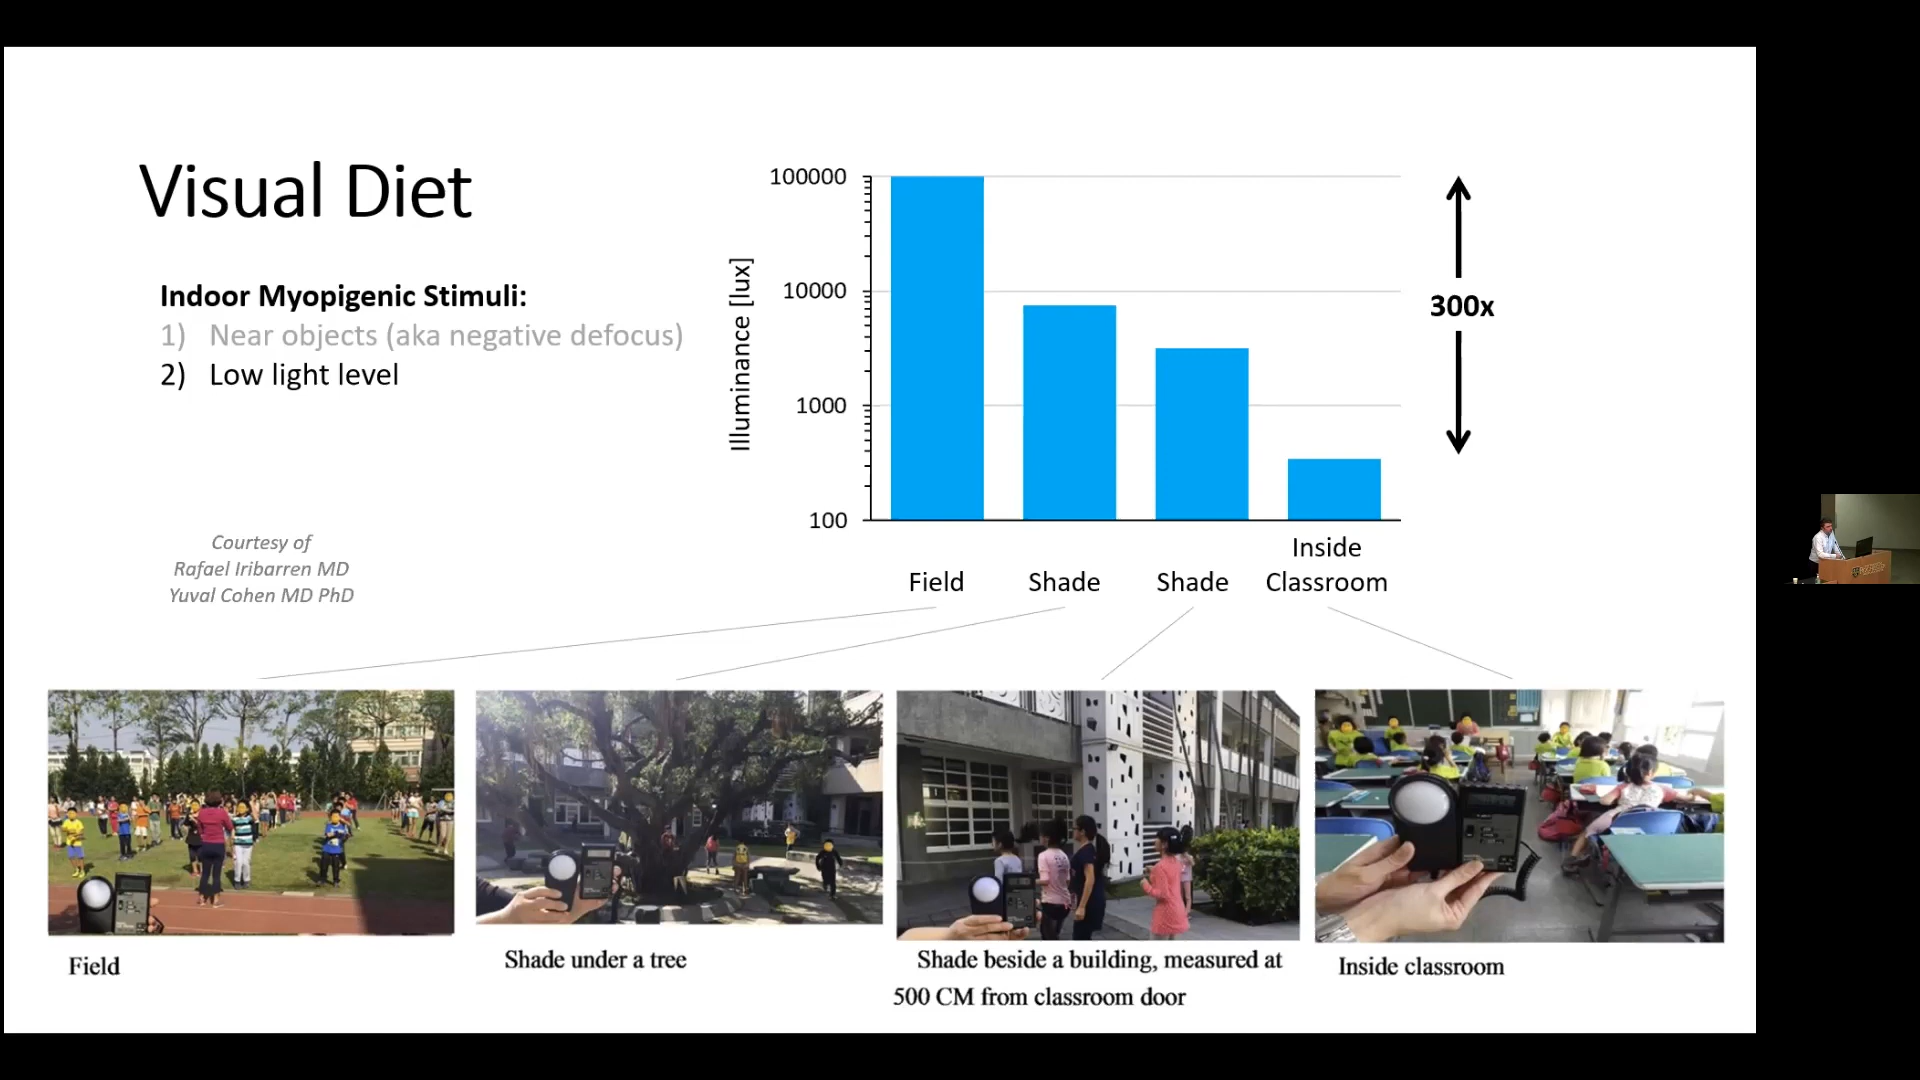 Visual Diet
Indoor Myopigenic Stimuli:
1) Near objects (aka negative defocus)
2) Low light level
Courtesy of
Rafael Iribarren MD
Yuval Cohen MD PhD
Illuminance [lux]
100000
10000
1000
100
300x
Field
Shade
Shade
Inside
Classroom
Field
Shade under a tree
Shade beside a building, measured at
500 CM from classroom door
Inside classroom